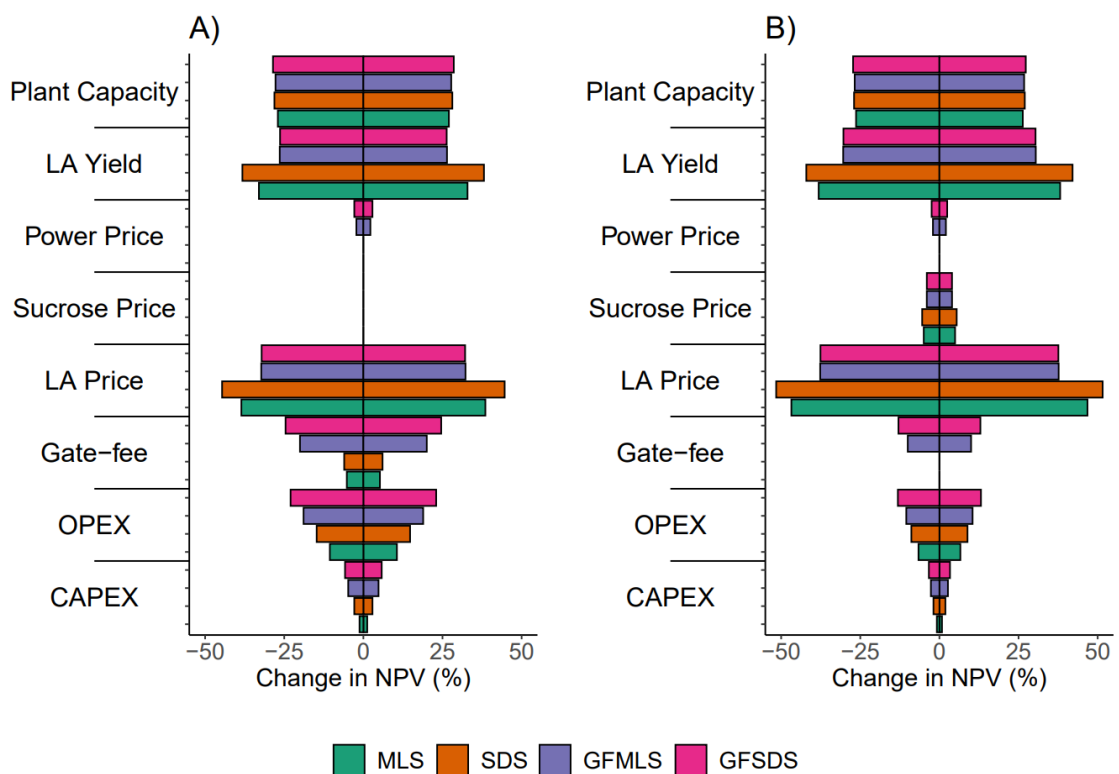 A)
Plant Capacity
LA Yield
Power Price
Sucrose Price
LA Price
Gate−fee
OPEX
CAPEX
−50 −25 0 25 50
Change in NPV (%)
B)
Plant Capacity
LA Yield
Power Price
Sucrose Price
LA Price
Gate−fee
OPEX
CAPEX
−50 −25 0 25 50
Change in NPV (%)
MLS SDS GFMLS GFSDS